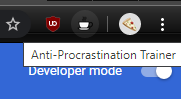 Anti-Procrastination Trainer
Developer mode